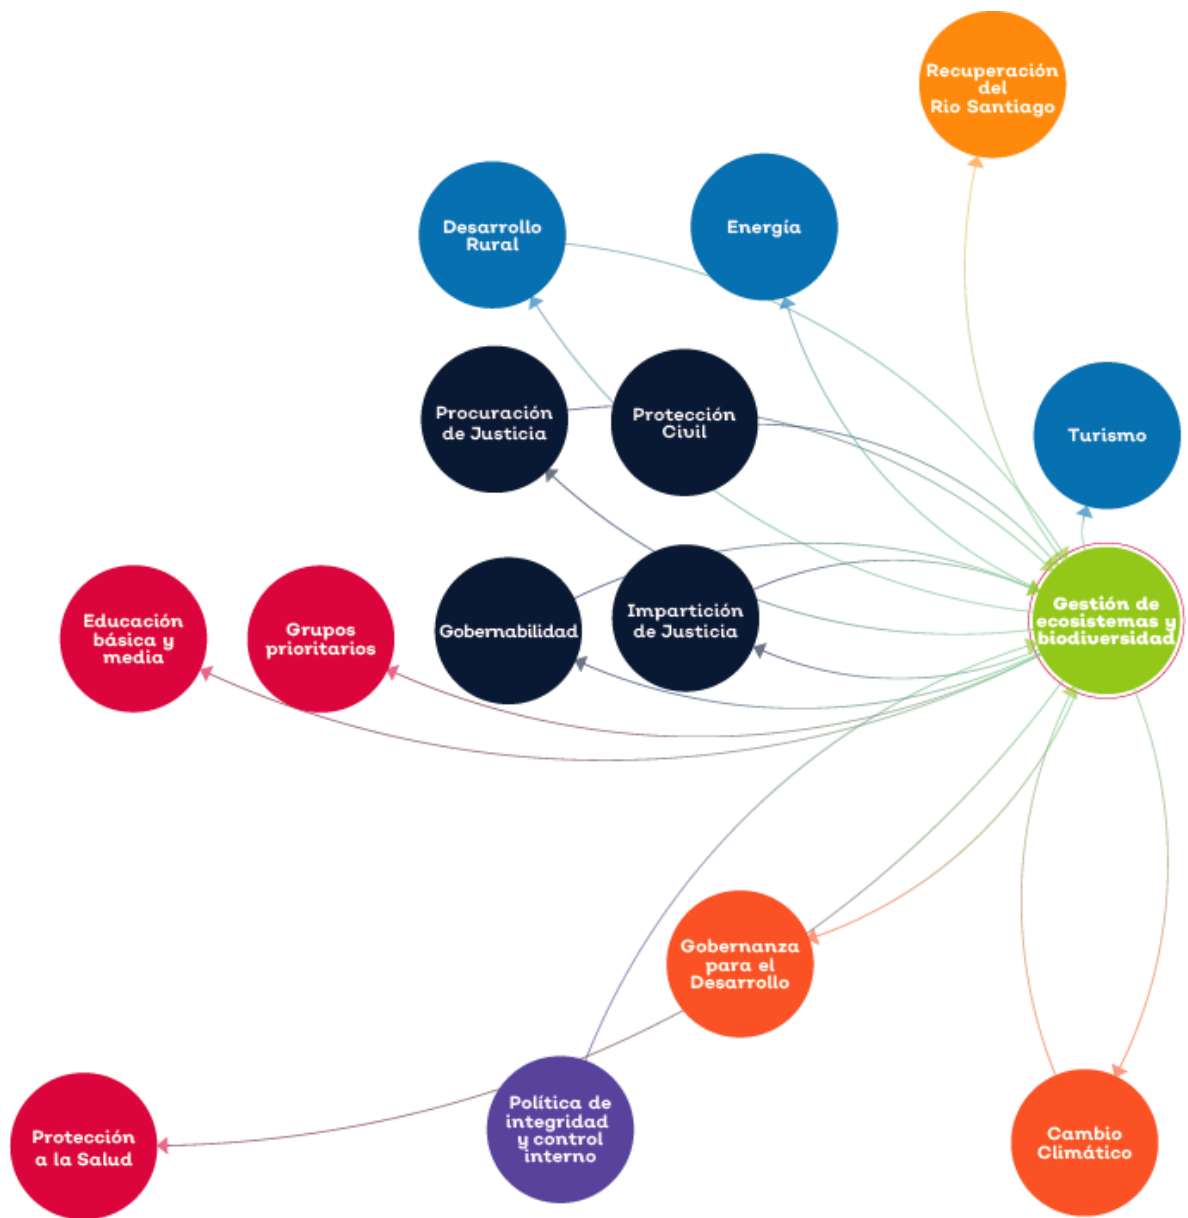 Recuperación
del
Rio Santiago
Desarrollo
Rural
Energía
Procuración
de Justicia
Protección
Civil
Turismo
Educación
básica y
media
Grupos
prioritarios
Gobernabilidad
Impartición
de Justicia
Gestión de
ecosistemas y
biodiversidad
Gobernanza
para el
Desarrollo
Protección
a la Salud
Política de
integridad
y control
interno
Cambio
Climático